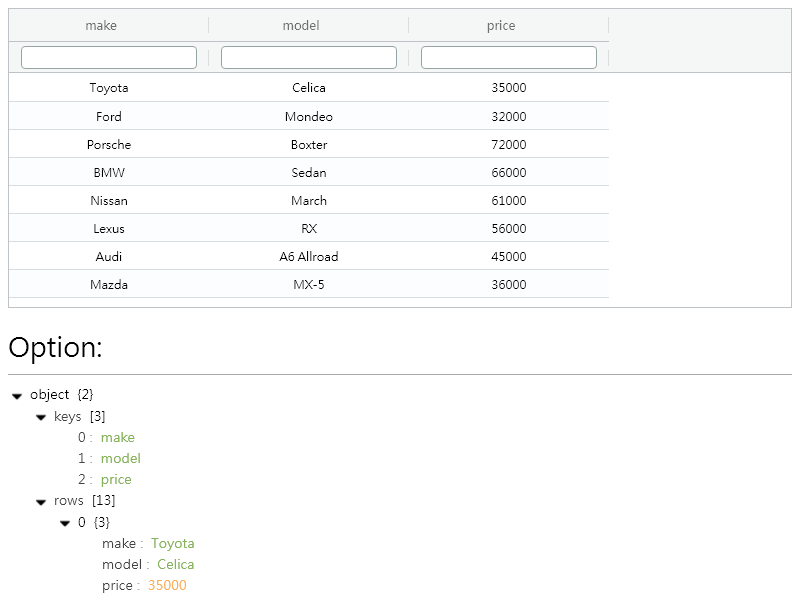 make model price
Toyota Celica 35000
Ford Mondeo 32000
Porsche Boxter 72000
BMW Sedan 66000
Nissan March 61000
Lexus RX 56000
Audi A6 Allroad 45000
Mazda MX-5 36000
Option:
object {2}
keys [3]
0 : make
1 : model
2 : price
rows [13]
0 {3}
make : Toyota
model : Celica
price : 35000